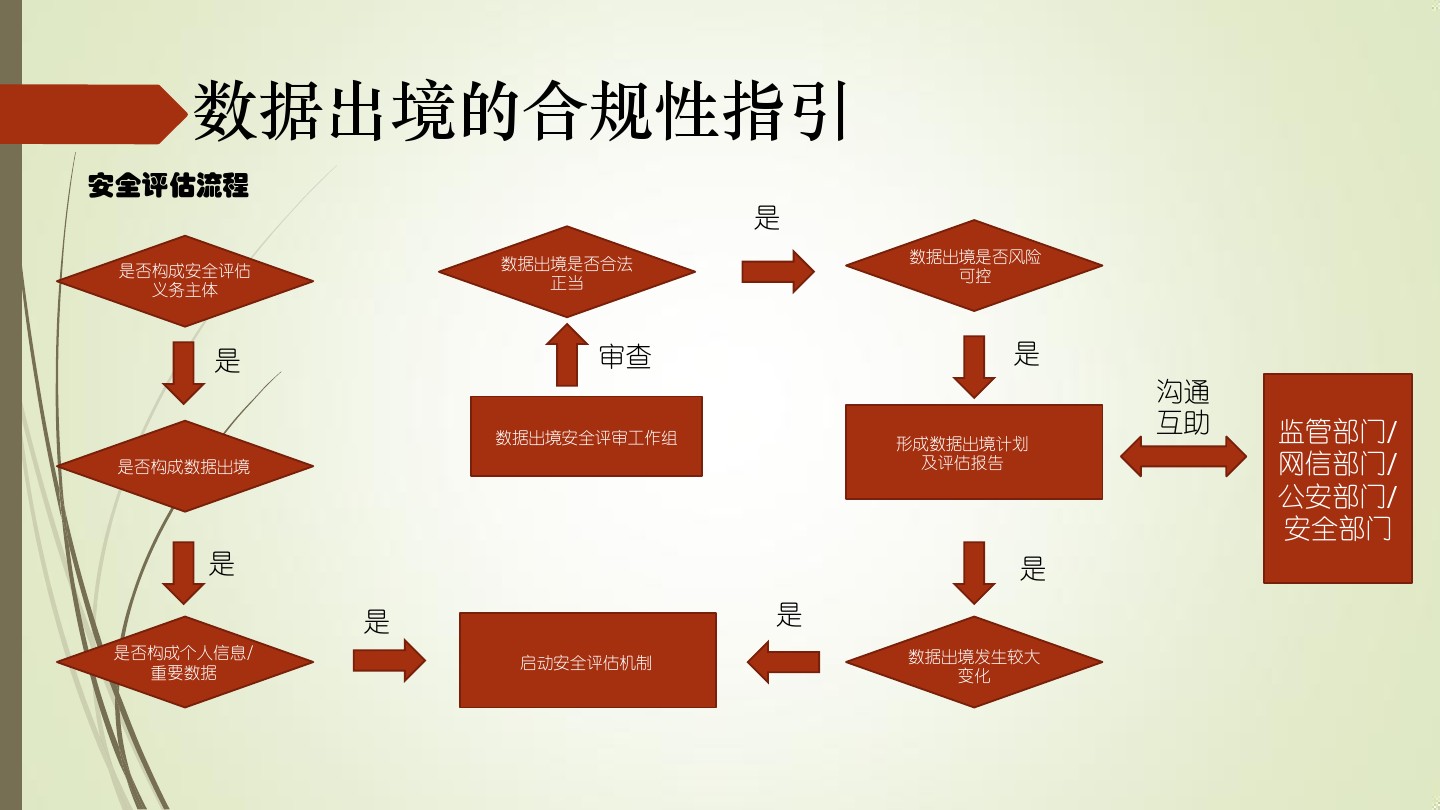 数据出境的合规性指引
安全评估流程
是否构成安全评估
义务主体
是
是否构成数据出境
是
是否构成个人信息/
重要数据
是
启动安全评估机制
数据出境安全评审工作组
审查
数据出境是否合法
正当
是
数据出境是否风险
可控
是
形成数据出境计划
及评估报告
沟通
互助
监管部门/
网信部门/
公安部门/
安全部门
是
数据出境发生较大
变化
是